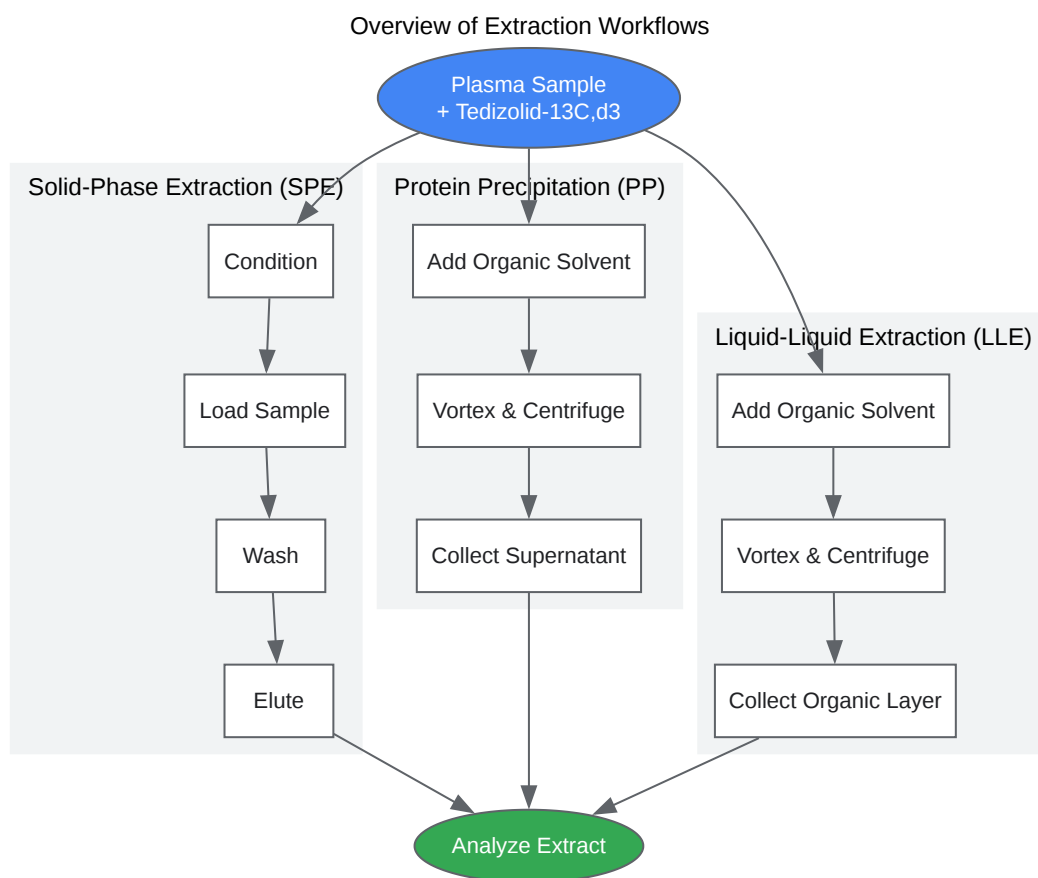 Overview of Extraction Workflows
Plasma Sample
+ Tedizolid-13C,d3
Solid-Phase Extraction (SPE)
Condition
Load Sample
Wash
Elute
Protein Precipitation (PP)
Add Organic Solvent
Vortex & Centrifuge
Collect Supernatant
Liquid-Liquid Extraction (LLE)
Add Organic Solvent
Vortex & Centrifuge
Collect Organic Layer
Analyze Extract